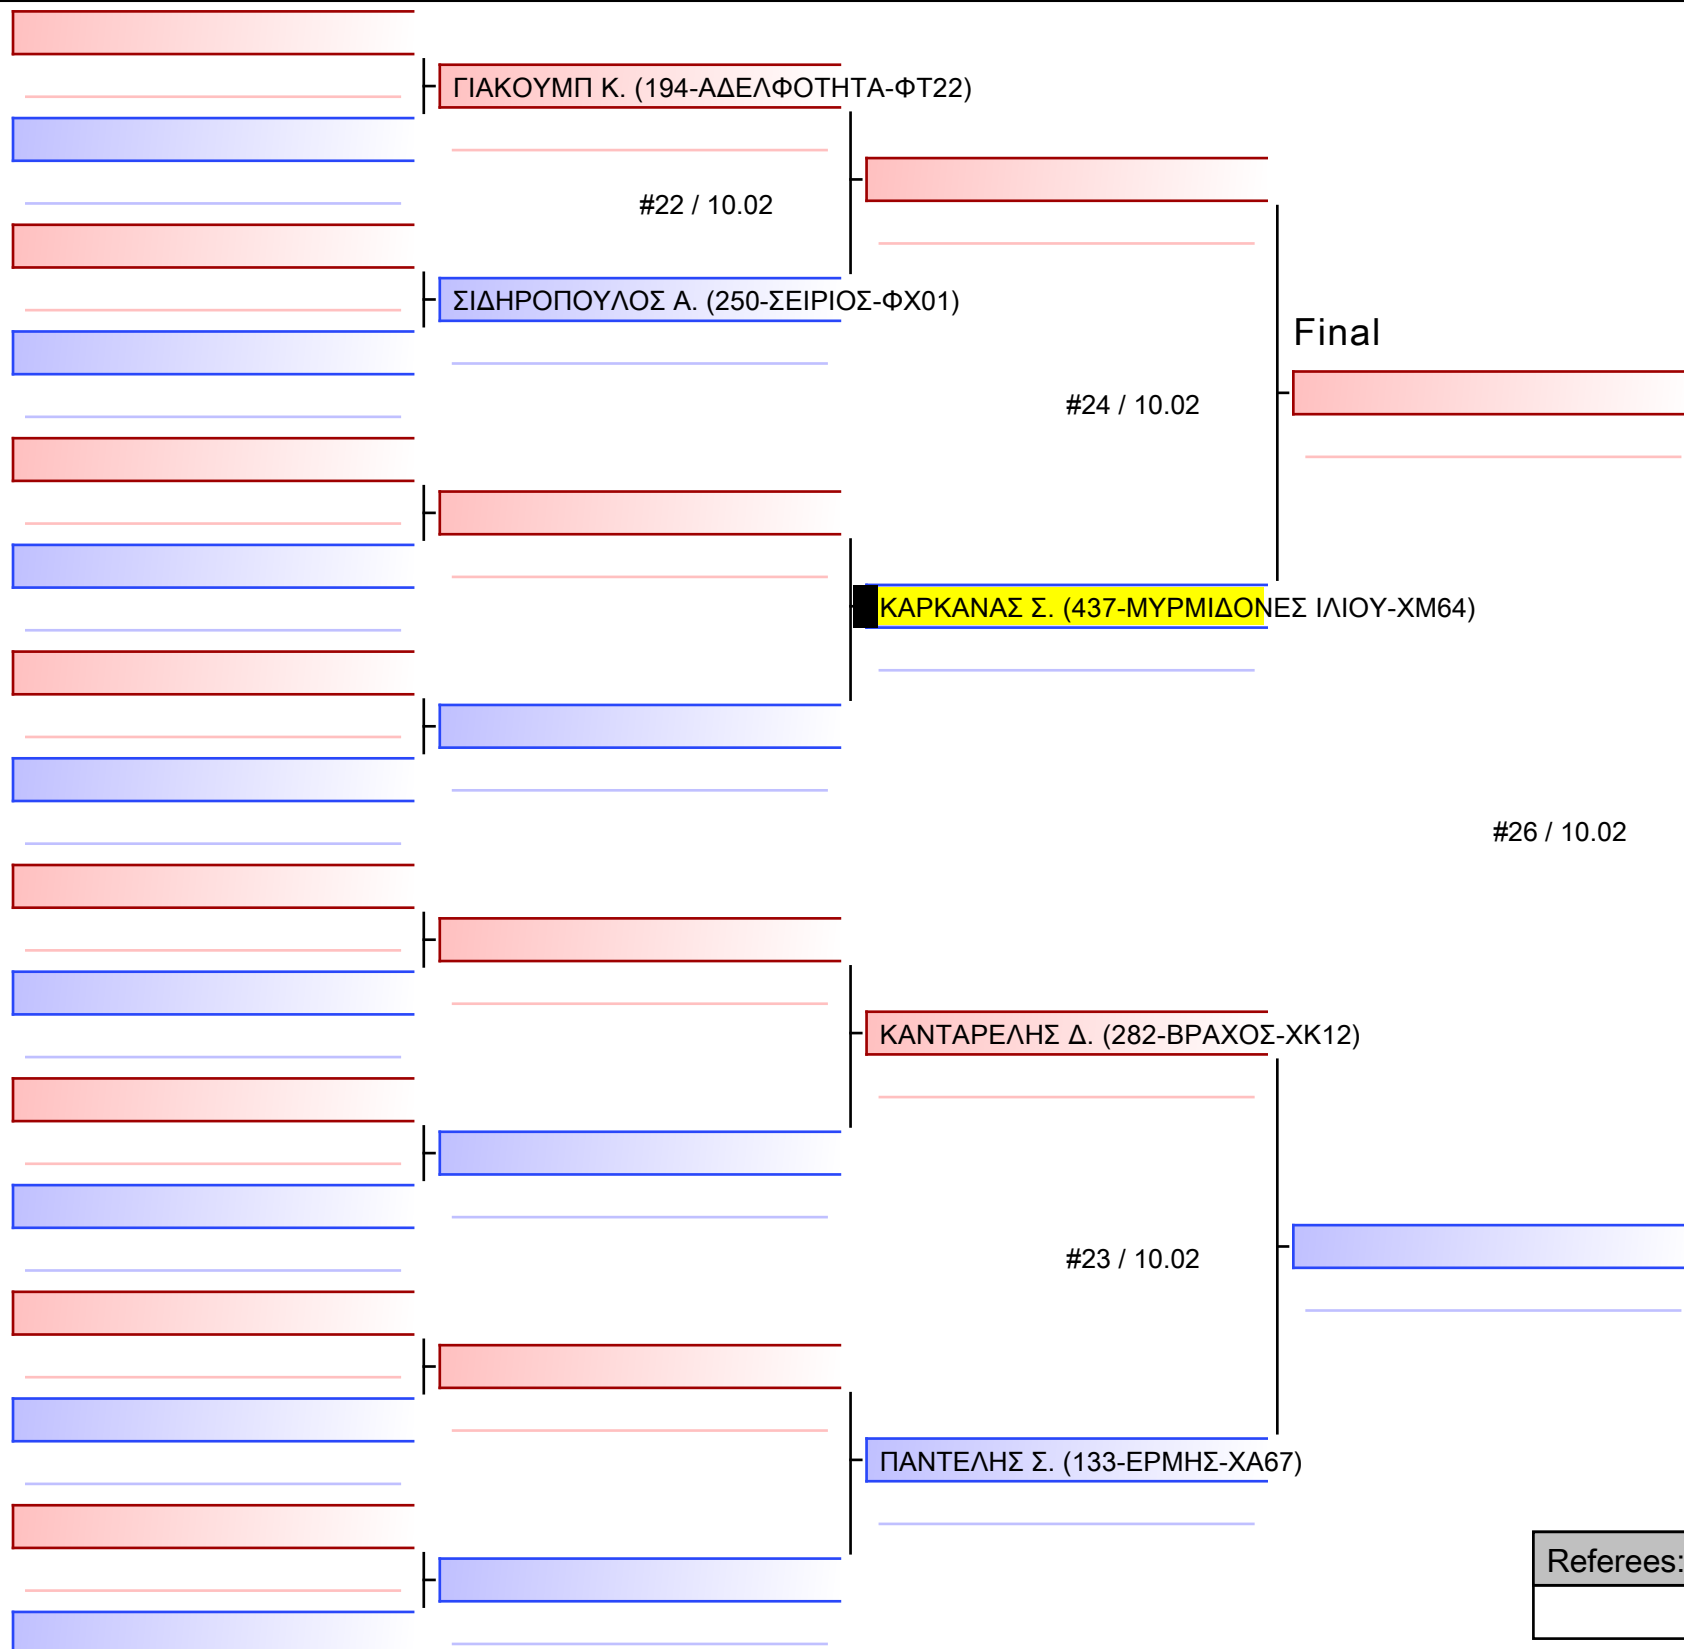 ΓΙΑΚΟΥΜΠ Κ. (194-ΑΔΕΛΦΟΤΗΤΑ-ΦΤ22)
#22 / 10.02
ΣΙΔΗΡΟΠΟΥΛΟΣ Α. (250-ΣΕΙΡΙΟΣ-ΦΧ01)
Final
#24 / 10.02
ΚΑΡΚΑΝΑΣ Σ. (437-ΜΥΡΜΙΔΟΝΕΣ ΙΛΙΟΥ-ΧΜ64)
#26 / 10.02
ΚΑΝΤΑΡΕΛΗΣ Δ. (282-ΒΡΑΧΟΣ-ΧΚ12)
#23 / 10.02
ΠΑΝΤΕΛΗΣ Σ. (133-ΕΡΜΗΣ-ΧΑ67)
Referees: